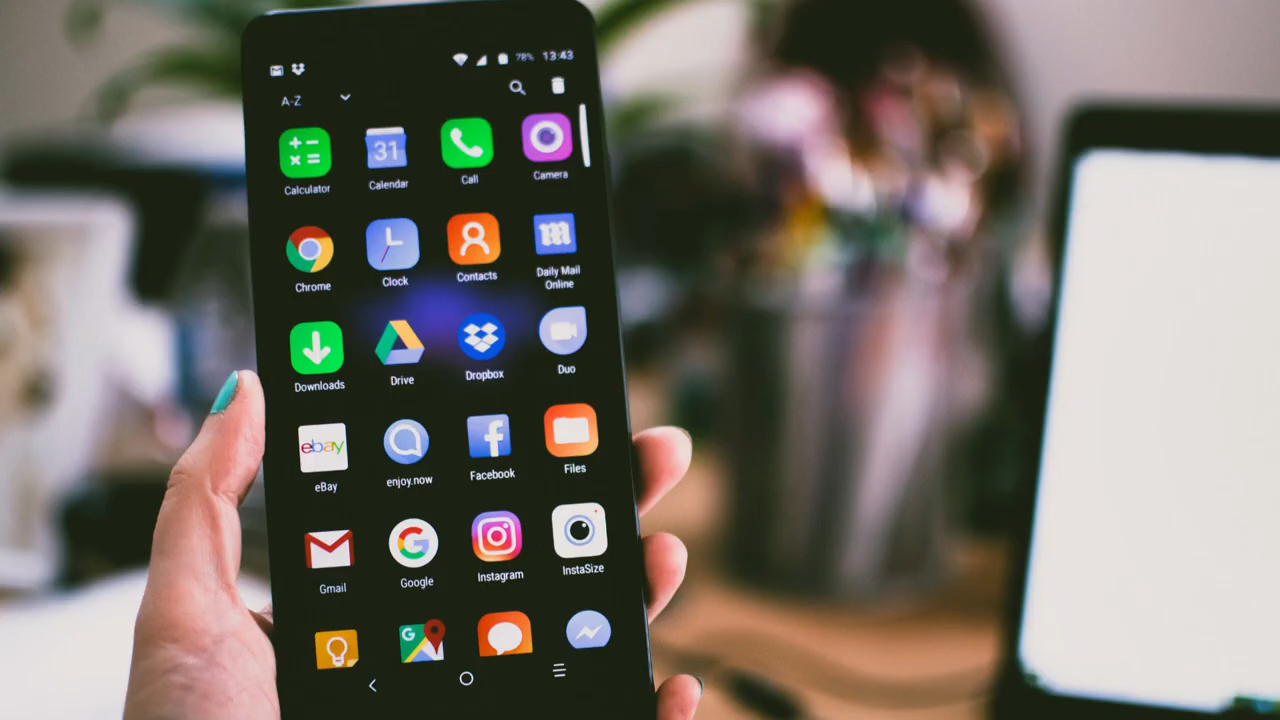 78% 13:43
A-Z
31
Calculator Calendar Call Camera
m
Chrome Clock Contacts Daily Mail
Online
Downloads Drive Dropbox Duo
ebay f
eBay enjoy.now Facebook Files
G
Gmail Google Instagram InstaSize
G